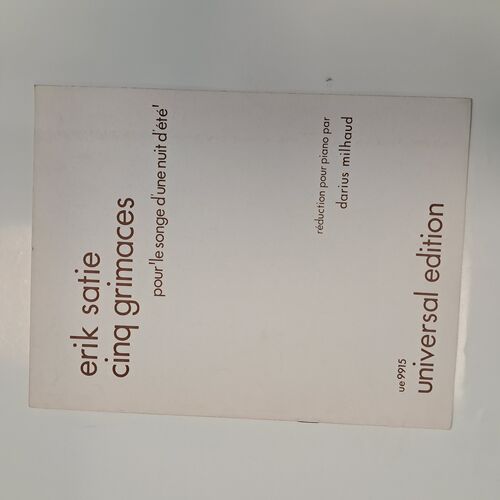 erik satie
cinq grimaces
pour 'le songe d'une nuit d'été'
réduction pour piano par
darius milhaud
ue 9915
universal edition